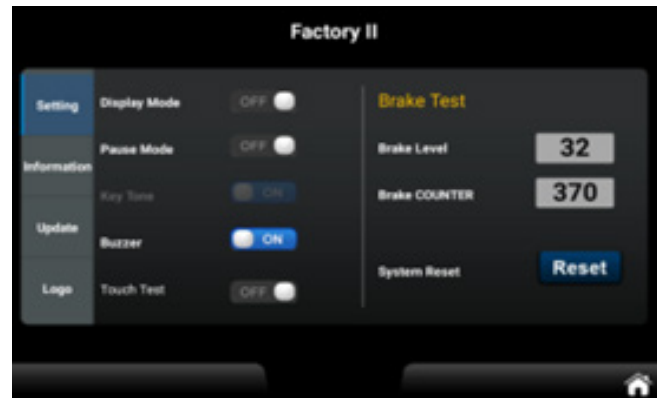 Factory II
Setting
Information
Update
Logo
Display Mode OFF
Pause Mode OFF
Key Tone ON
Buzzer ON
Touch Test OFF
Brake Test
Brake Level 32
Brake COUNTER 370
System Reset Reset